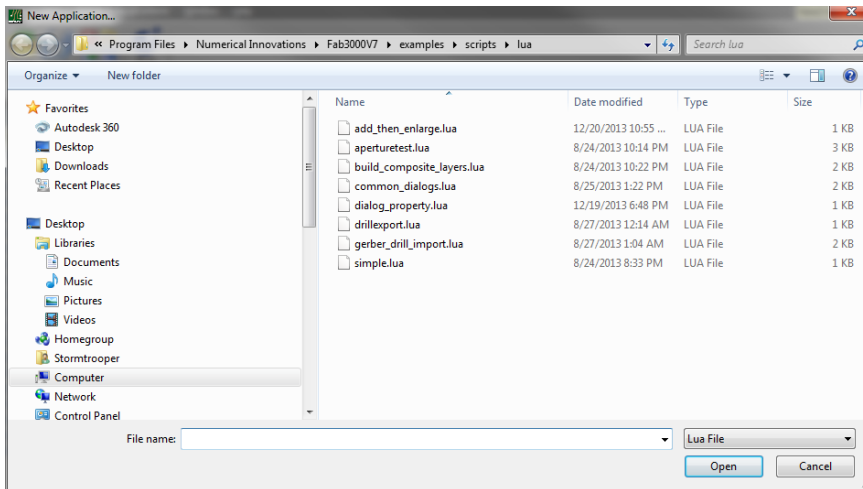 New Application...
« Program Files ▸ Numerical Innovations ▸ Fab3000V7 ▸ examples ▸ scripts ▸ lua
Search lua
Organize New folder
Favorites
Autodesk 360
Desktop
Downloads
Recent Places
Desktop
Libraries
Documents
Music
Pictures
Videos
Homegroup
Stormtrooper
Computer
Network
Control Panel
Name Date modified Type Size
add_then_enlarge.lua 12/20/2013 10:55 ... LUA File 1 KB
aperturetest.lua 8/24/2013 10:14 PM LUA File 3 KB
build_composite_layers.lua 8/24/2013 10:22 PM LUA File 2 KB
common_dialogs.lua 8/25/2013 1:22 PM LUA File 2 KB
dialog_property.lua 12/19/2013 6:48 PM LUA File 1 KB
drillexport.lua 8/27/2013 12:14 AM LUA File 1 KB
gerber_drill_import.lua 8/27/2013 1:04 AM LUA File 2 KB
simple.lua 8/24/2013 8:33 PM LUA File 1 KB
File name: Lua File
Open Cancel